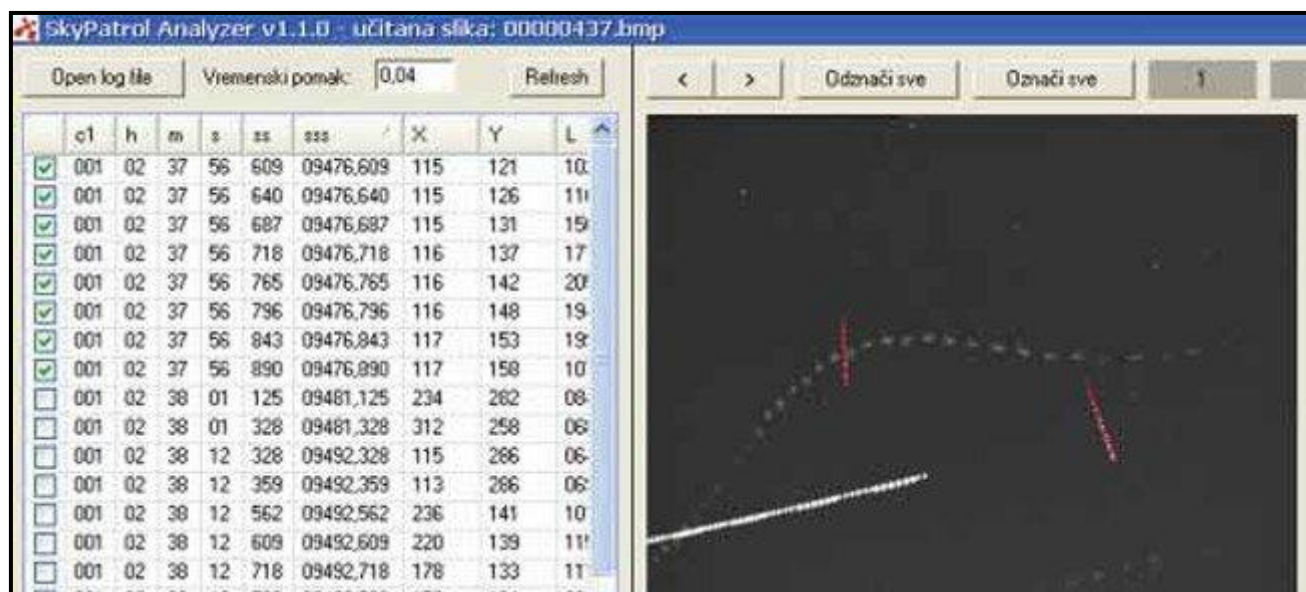 SkyPatrol Analyzer v1.1.0 - učitana slika: 00000437.bmp
Open log file Vremenski pomak: 0,04 Refresh < > Odznači sve Označi sve 1
c1 h m s ss sss X Y L
001 02 37 56 609 09476,609 115 121
001 02 37 56 640 09476,640 115 126
001 02 37 56 687 09476,687 115 131
001 02 37 56 718 09476,718 116 137
001 02 37 56 765 09476,765 116 142
001 02 37 56 796 09476,796 116 148
001 02 37 56 843 09476,843 117 153
001 02 37 56 890 09476,890 117 158
001 02 38 01 125 09481,125 234 282
001 02 38 01 328 09481,328 312 258
001 02 38 12 328 09492,328 115 286
001 02 38 12 359 09492,359 113 286
001 02 38 12 562 09492,562 236 141
001 02 38 12 609 09492,609 220 139
001 02 38 12 718 09492,718 178 133